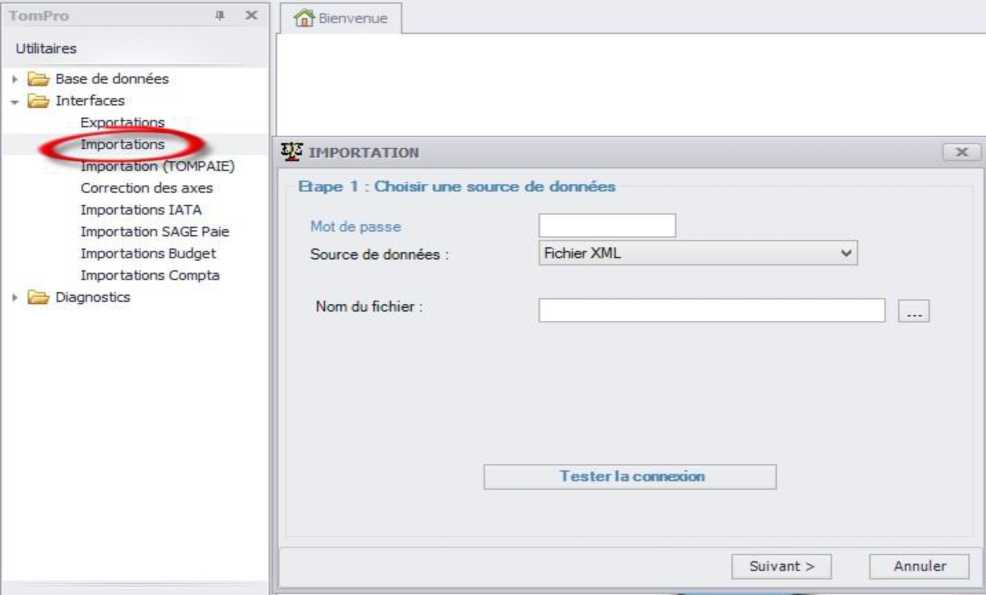 TomPro
Utilitaires
Base de données
Interfaces
Exportations
Importations
Importation (TOMPAIE)
Correction des axes
Importations IATA
Importation SAGE Paie
Importations Budget
Importations Compta
Diagnostics
Bienvenue
IMPORTATION
Etape 1 : Choisir une source de données
Mot de passe
Source de données : Fichier XML
Nom du fichier : ...
Tester la connexion
Suivant > Annuler